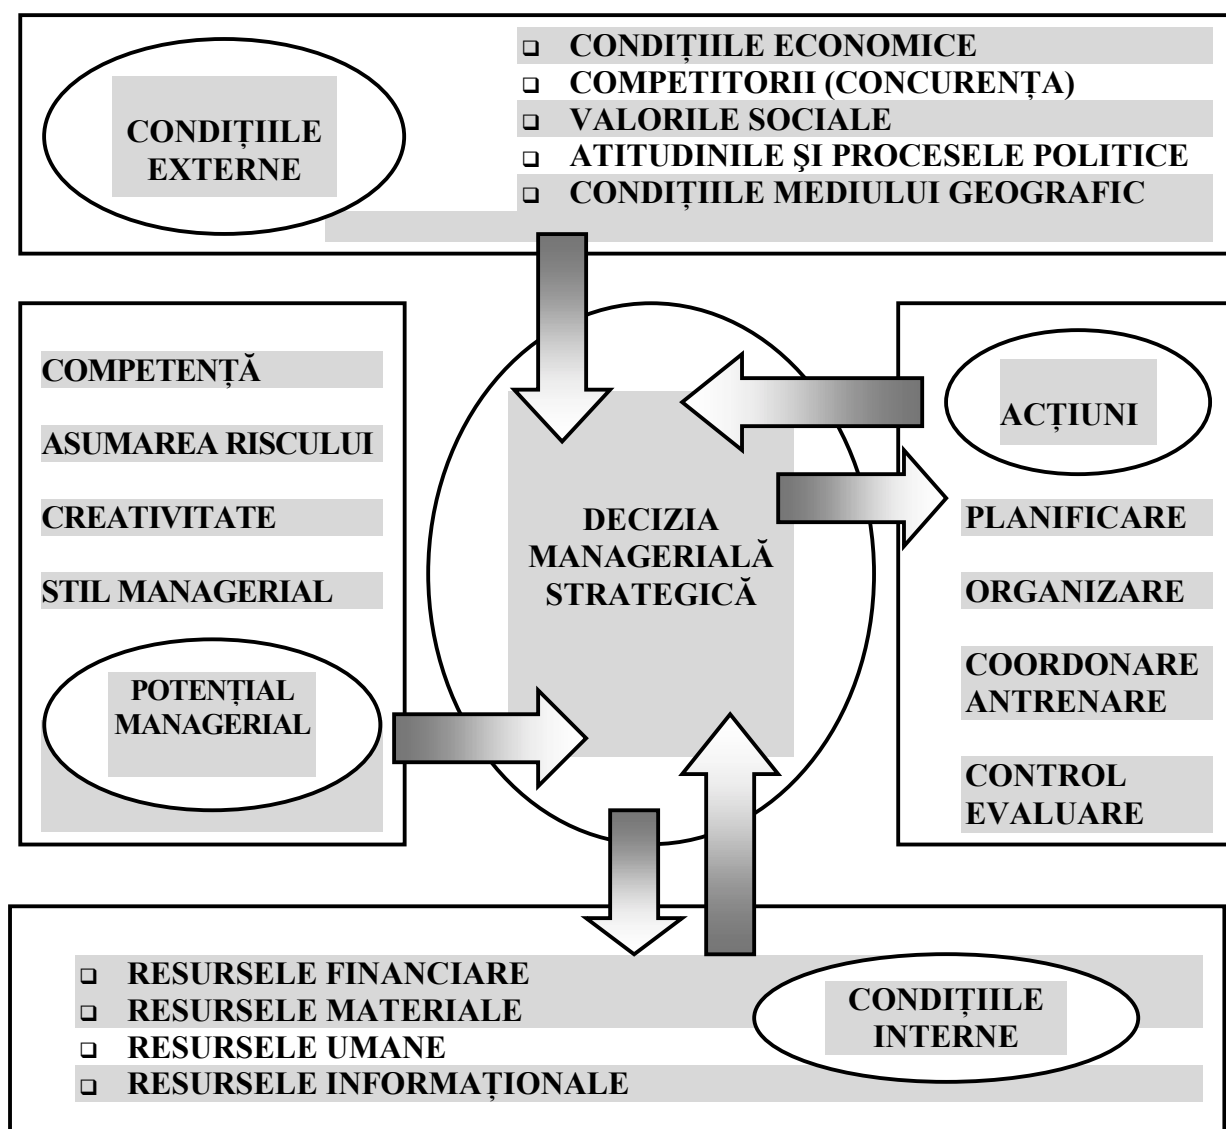 CONDIȚIILE
EXTERNE
❑ CONDIȚIILE ECONOMICE
❑ COMPETITORII (CONCURENȚA)
❑ VALORILE SOCIALE
❑ ATITUDINILE ŞI PROCESELE POLITICE
❑ CONDIȚIILE MEDIULUI GEOGRAFIC
COMPETENȚĂ
ASUMAREA RISCULUI
CREATIVITATE
STIL MANAGERIAL
POTENȚIAL
MANAGERIAL
DECIZIA
MANAGERIALĂ
STRATEGICĂ
ACȚIUNI
PLANIFICARE
ORGANIZARE
COORDONARE
ANTRENARE
CONTROL
EVALUARE
❑ RESURSELE FINANCIARE
❑ RESURSELE MATERIALE
❑ RESURSELE UMANE
❑ RESURSELE INFORMAȚIONALE
CONDIȚIILE
INTERNE